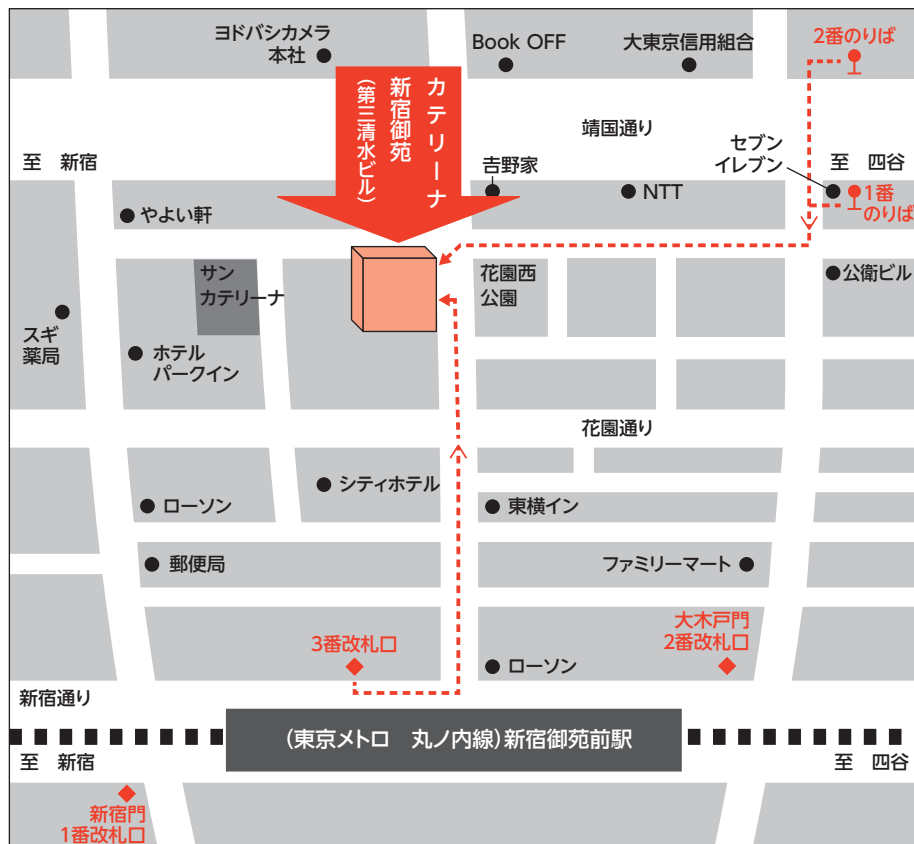 ヨドバシカメラ
本社
Book OFF
大東京信用組合
2番のりば
カテリーナ
新宿御苑
(第三清水ビル)
靖国通り
至 新宿
𠮷野家
NTT
セブン
イレブン
至 四谷
1番
のりば
やよい軒
サン
カテリーナ
花園西
公園
公衛ビル
スギ
薬局
ホテル
パークイン
花園通り
シティホテル
ローソン
東横イン
郵便局
ファミリーマート
3番改札口
大木戸門
2番改札口
ローソン
新宿通り
(東京メトロ 丸ノ内線)新宿御苑前駅
至 新宿
至 四谷
新宿門
1番改札口